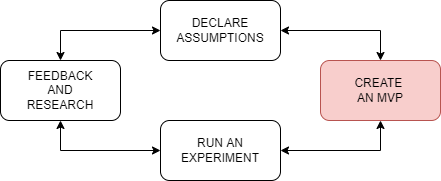 DECLARE
ASSUMPTIONS
FEEDBACK
AND
RESEARCH
CREATE
AN MVP
RUN AN
EXPERIMENT